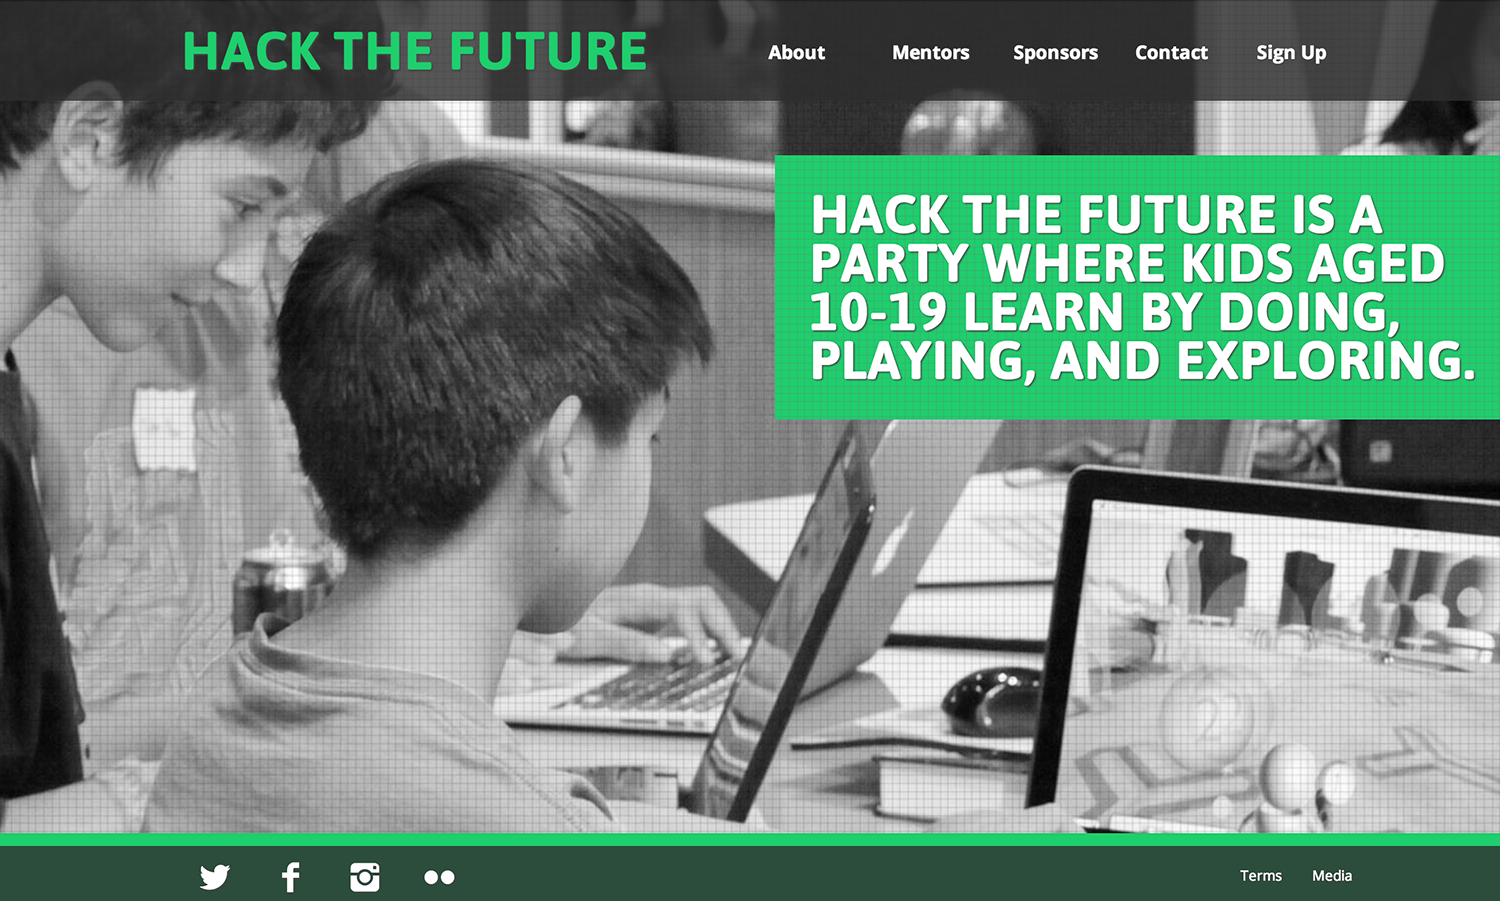 HACK THE FUTURE
About Mentors Sponsors Contact Sign Up
HACK THE FUTURE IS A
PARTY WHERE KIDS AGED
10-19 LEARN BY DOING,
PLAYING, AND EXPLORING.
2
Terms Media